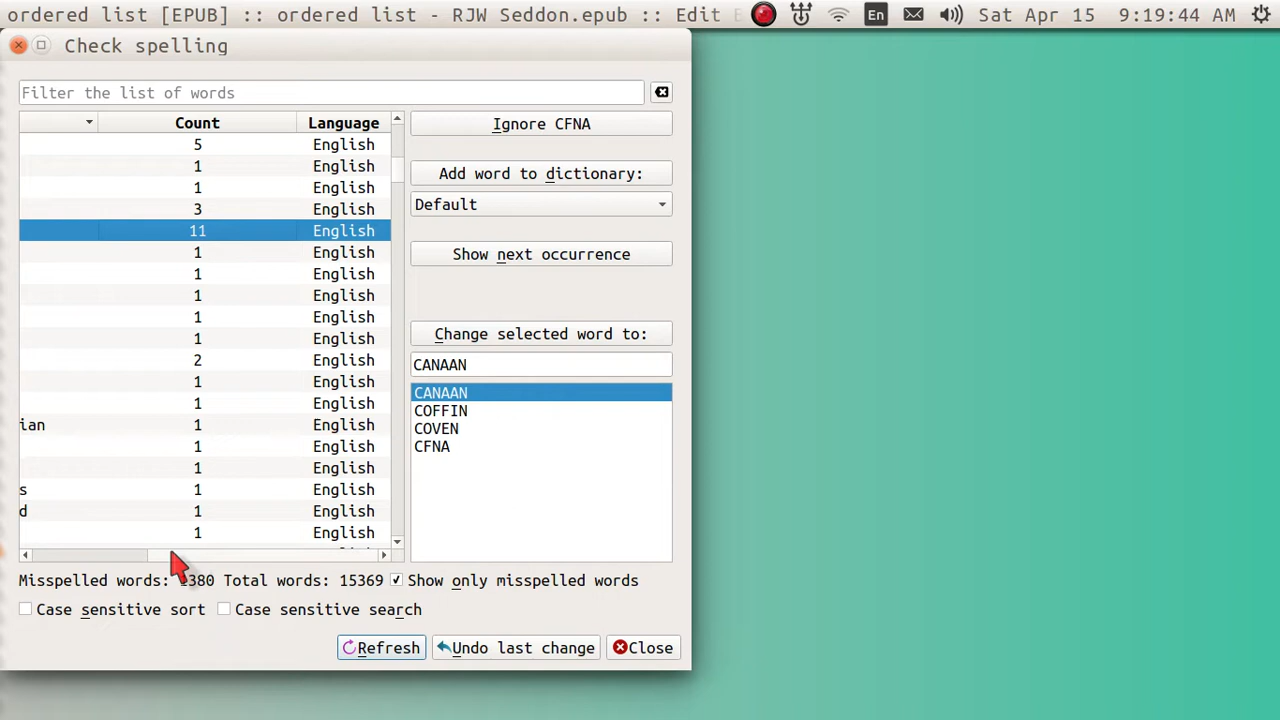 ordered list [EPUB] :: ordered list - RJW Seddon.epub :: Edit En Sat Apr 15 9:19:44 AM
Check spelling
Filter the list of words
Count Language
5 English
1 English
1 English
3 English
11 English
1 English
1 English
1 English
1 English
1 English
2 English
1 English
1 English
ian 1 English
1 English
1 English
s 1 English
d 1 English
1 English
Ignore CFNA
Add word to dictionary:
Default
Show next occurrence
Change selected word to:
CANAAN
CANAAN
COFFIN
COVEN
CFNA
Misspelled words: 380 Total words: 15369 Show only misspelled words
Case sensitive sort Case sensitive search
Refresh Undo last change Close